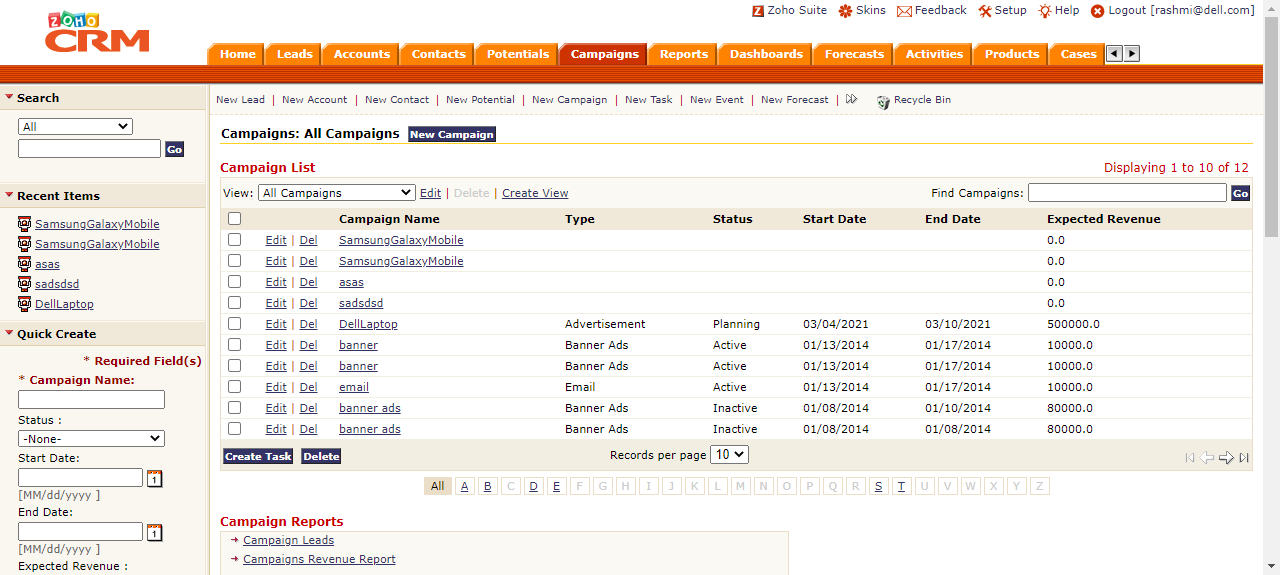 Zoho Suite Skins Feedback Setup Help Logout [rashmi@dell.com]
ZOHO
CRM
Home Leads Accounts Contacts Potentials Campaigns Reports Dashboards Forecasts Activities Products Cases
Search
All
Go
Recent Items
SamsungGalaxyMobile
SamsungGalaxyMobile
asas
sadsdsd
DellLaptop
Quick Create
* Required Field(s)
* Campaign Name:
Status :
-None-
Start Date:
1
[MM/dd/yyyy ]
End Date:
1
[MM/dd/yyyy ]
Expected Revenue :
New Lead | New Account | New Contact | New Potential | New Campaign | New Task | New Event | New Forecast | Recycle Bin
Campaigns: All Campaigns New Campaign
Campaign List Displaying 1 to 10 of 12
View: All Campaigns Edit | Delete | Create View Find Campaigns: Go
Campaign Name Type Status Start Date End Date Expected Revenue
Edit | Del SamsungGalaxyMobile 0.0
Edit | Del SamsungGalaxyMobile 0.0
Edit | Del asas 0.0
Edit | Del sadsdsd 0.0
Edit | Del DellLaptop Advertisement Planning 03/04/2021 03/10/2021 500000.0
Edit | Del banner Banner Ads Active 01/13/2014 01/17/2014 10000.0
Edit | Del banner Banner Ads Active 01/13/2014 01/17/2014 10000.0
Edit | Del email Email Active 01/13/2014 01/17/2014 10000.0
Edit | Del banner ads Banner Ads Inactive 01/08/2014 01/10/2014 80000.0
Edit | Del banner ads Banner Ads Inactive 01/08/2014 01/08/2014 80000.0
Create Task Delete Records per page 10
All A B C D E F G H I J K L M N O P Q R S T U V W X Y Z
Campaign Reports
Campaign Leads
Campaigns Revenue Report